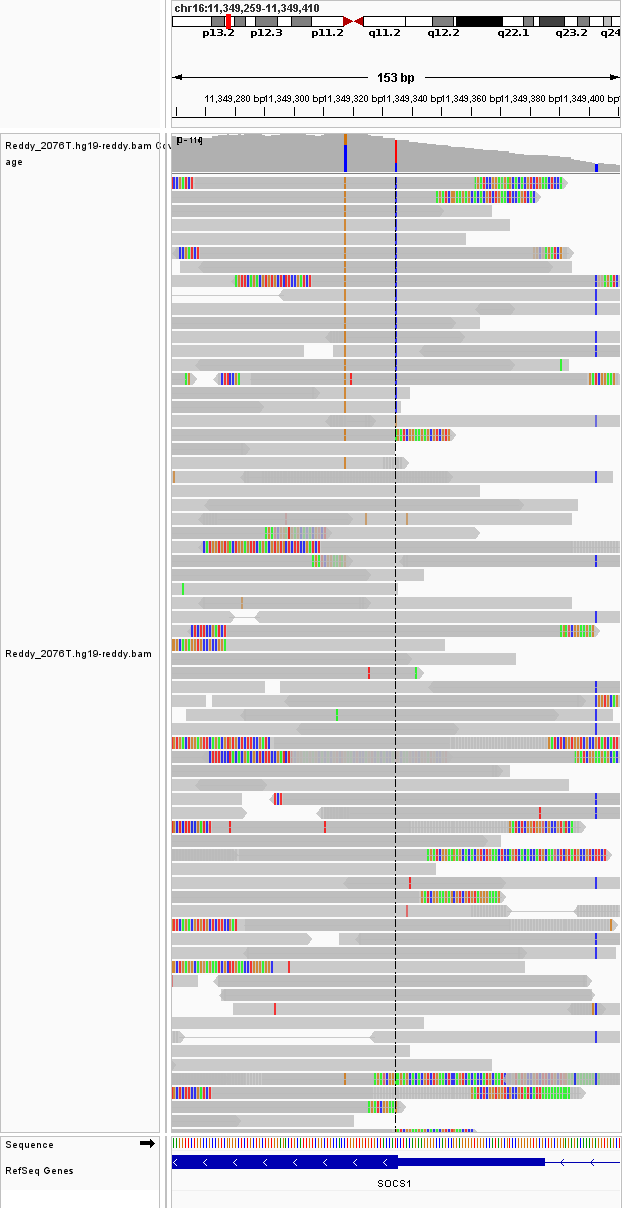 chr16:11,349,259-11,349,410
p13.2 p12.3 p11.2 q11.2 q12.2 q22.1 q23.2 q24
153 bp
11,349,280 bp 11,349,300 bp 11,349,320 bp 11,349,340 bp 11,349,360 bp 11,349,380 bp 11,349,400 bp
[0 - 114]
Reddy_2076T.hg19-reddy.bam Cov
age
Reddy_2076T.hg19-reddy.bam
Sequence
RefSeq Genes
SOCS1